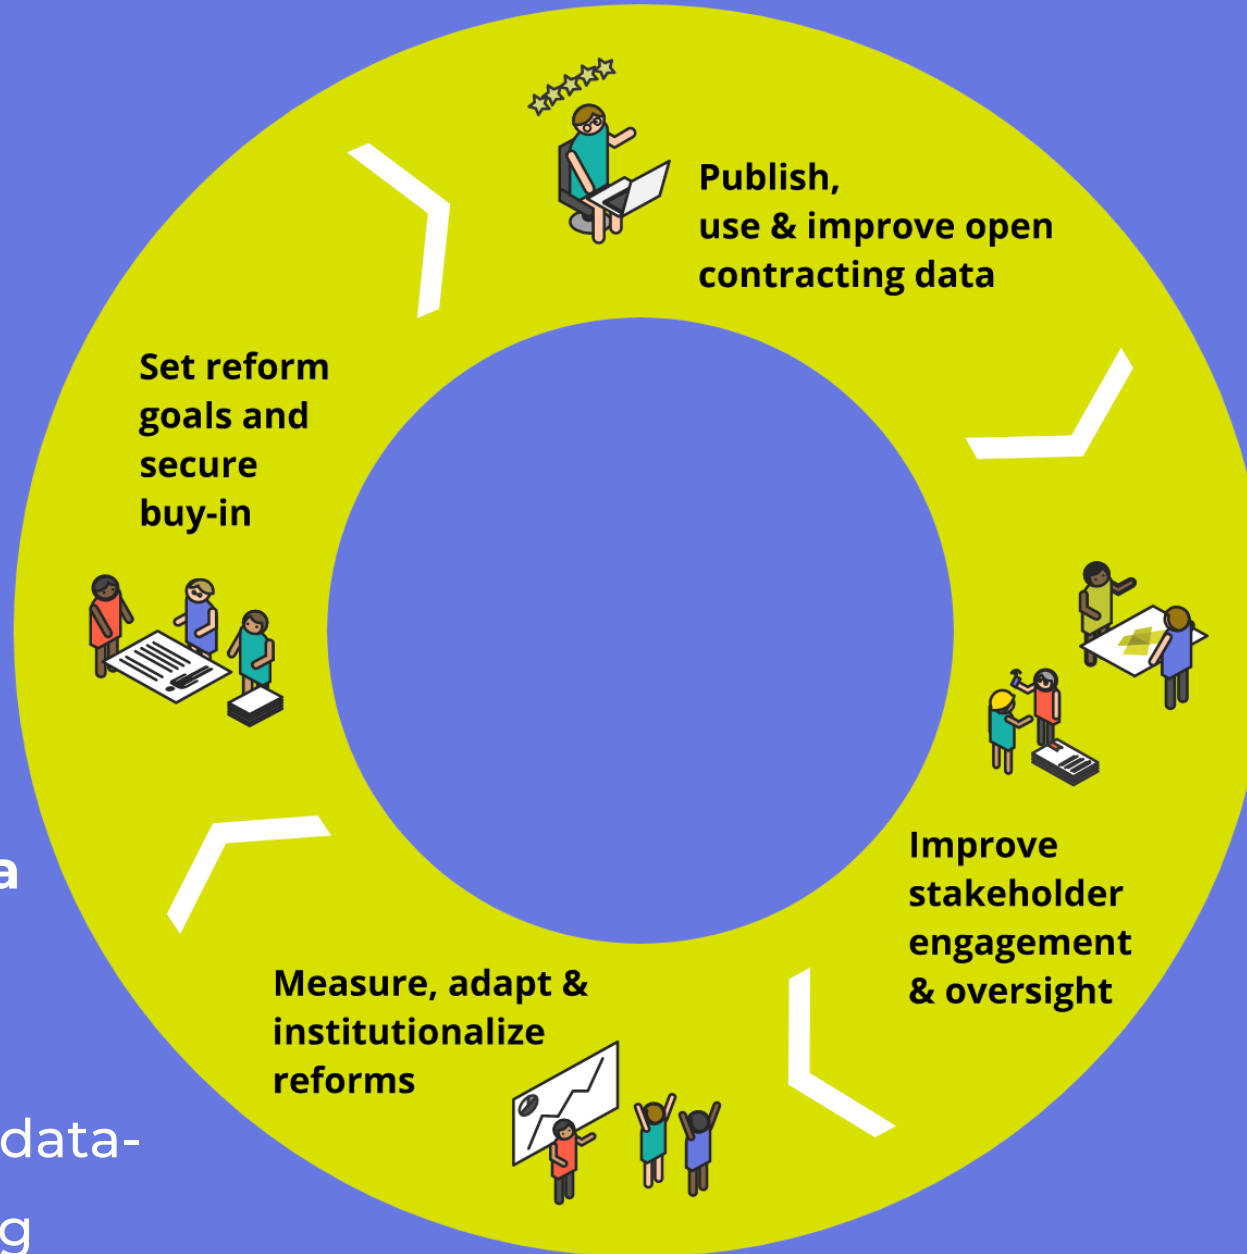 Publish,
use & improve open
contracting data
Set reform
goals and
secure
buy-in
Improve
stakeholder
engagement
& oversight
Measure, adapt &
institutionalize
reforms
a
data-
g